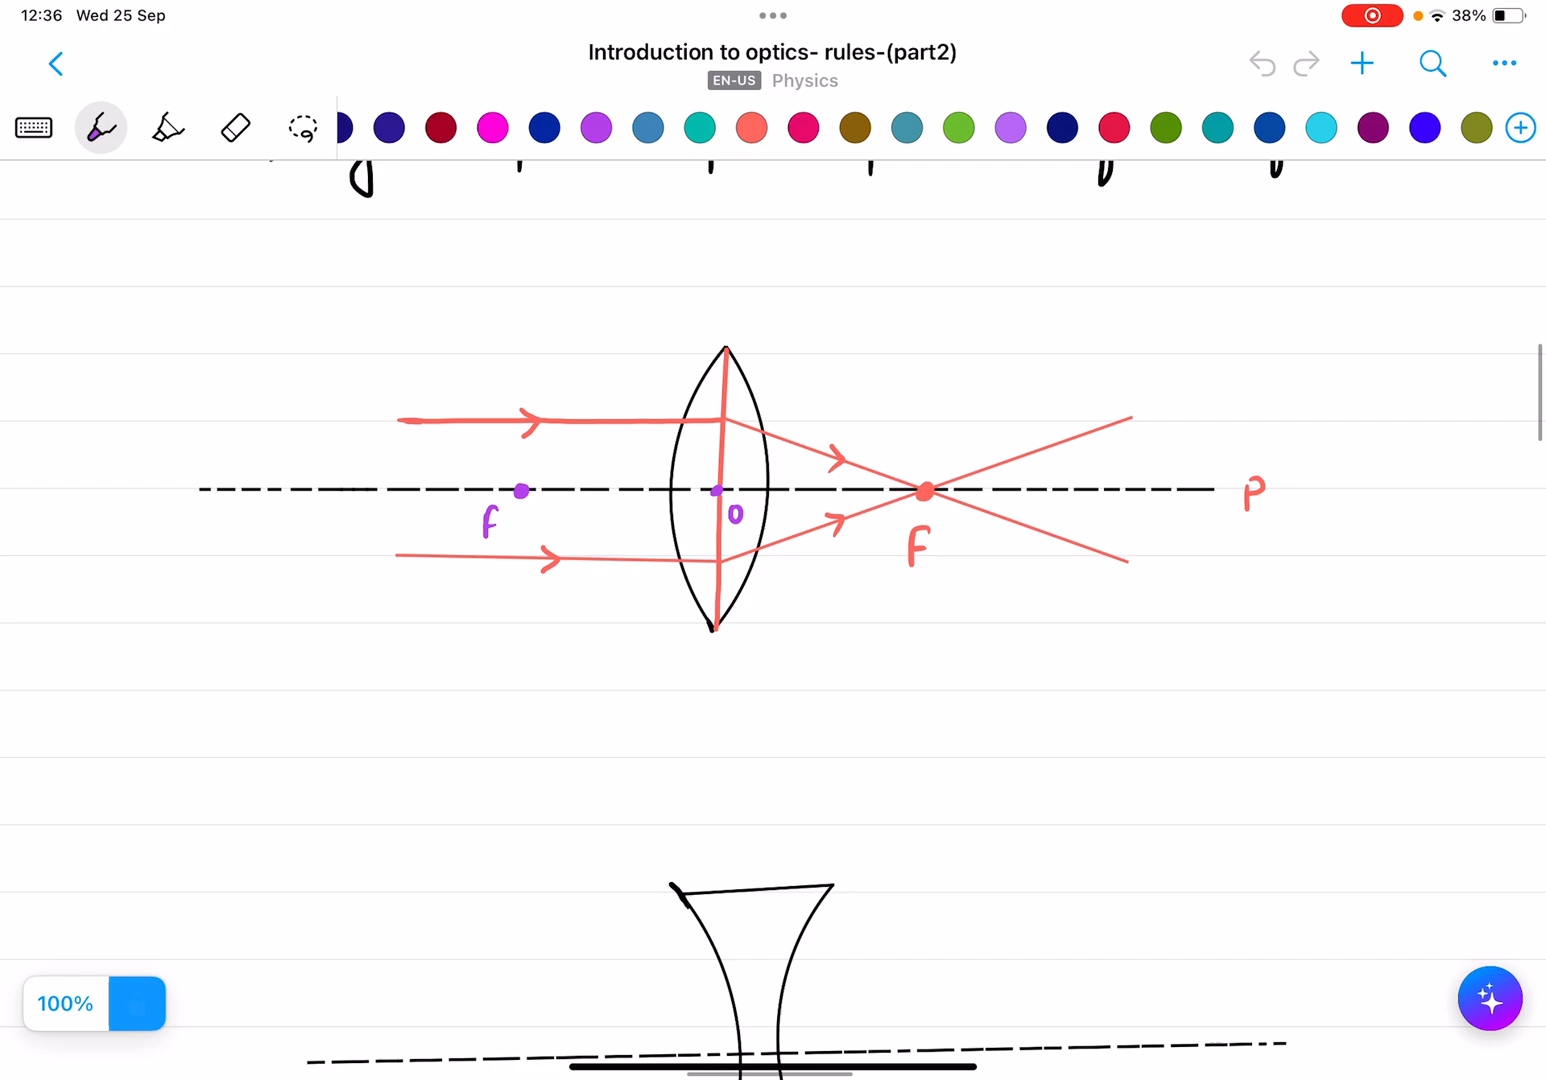 12:36 Wed 25 Sep
38%
Introduction to optics- rules-(part2)
EN-US Physics
P
f
O
F
100%